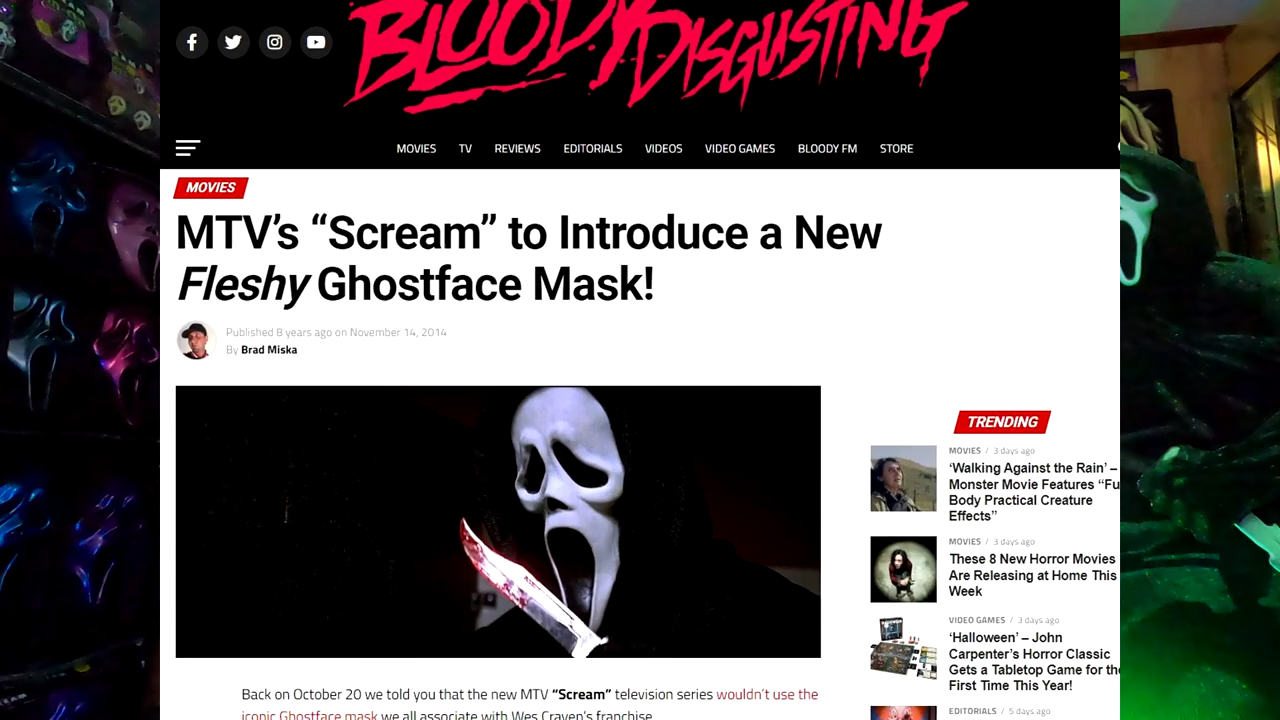 BLOODY DISGUSTING
MOVIES TV REVIEWS EDITORIALS VIDEOS VIDEO GAMES BLOODY FM STORE
MOVIES
MTV’s “Scream” to Introduce a New
Fleshy Ghostface Mask!
Published 8 years ago on November 14, 2014
By Brad Miska
Back on October 20 we told you that the new MTV “Scream” television series wouldn’t use the
iconic Ghostface mask we all associate with Wes Craven’s franchise.
TRENDING
MOVIES / 3 days ago
‘Walking Against the Rain’ –
Monster Movie Features “Fu
Body Practical Creature
Effects”
MOVIES / 3 days ago
These 8 New Horror Movies
Are Releasing at Home This
Week
VIDEO GAMES / 3 days ago
‘Halloween’ – John
Carpenter’s Horror Classic
Gets a Tabletop Game for the
First Time This Year!
EDITORIALS / 5 days ago